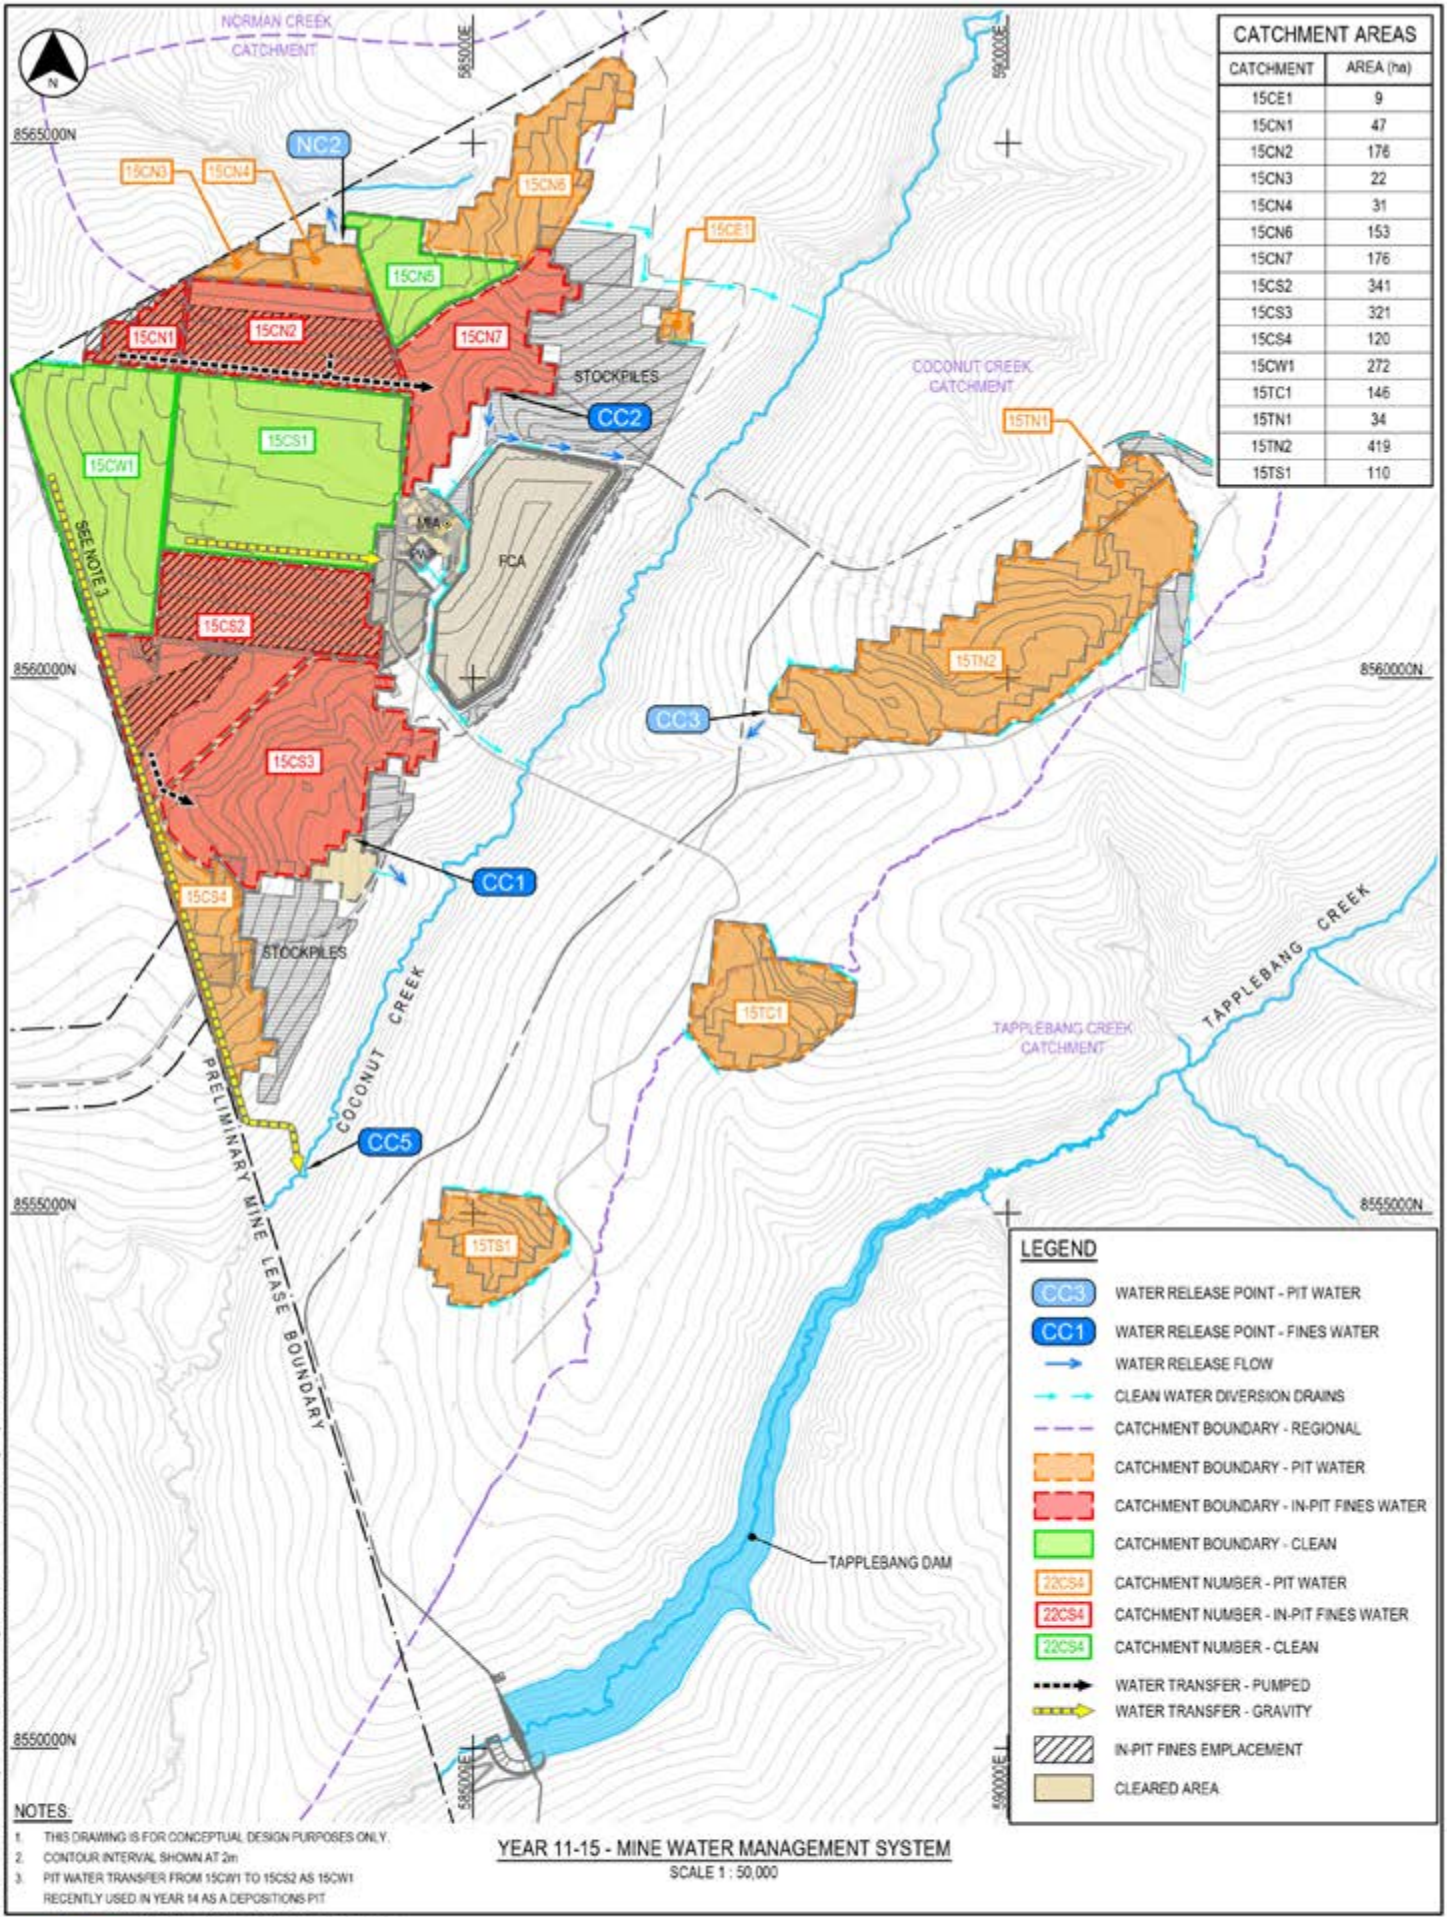 NORMAN CREEK
CATCHMENT
585000E
590000E
N
8565000N
NC2
15CN3
15CN4
15CN6
15CE1
15CN5
15CN1
15CN2
15CN7
STOCKPILES
COCONUT CREEK
CATCHMENT
CC2
15TN1
15CW1
15CS1
SEE NOTE 3
MIA
FCA
15CS2
15TN2
8560000N
8560000N
CC3
15CS3
CC1
15CS4
STOCKPILES
COCONUT CREEK
15TC1
TAPPLEBANG CREEK
TAPPLEBANG CREEK
CATCHMENT
PRELIMINARY MINE LEASE BOUNDARY
CC5
8555000N
8555000N
15TS1
TAPPLEBANG DAM
8550000N
585000E
590000E
CATCHMENT AREAS
CATCHMENT AREA (ha)
15CE1 9
15CN1 47
15CN2 176
15CN3 22
15CN4 31
15CN6 153
15CN7 176
15CS2 341
15CS3 321
15CS4 120
15CW1 272
15TC1 146
15TN1 34
15TN2 419
15TS1 110
LEGEND
CC3 WATER RELEASE POINT - PIT WATER
CC1 WATER RELEASE POINT - FINES WATER
WATER RELEASE FLOW
CLEAN WATER DIVERSION DRAINS
CATCHMENT BOUNDARY - REGIONAL
CATCHMENT BOUNDARY - PIT WATER
CATCHMENT BOUNDARY - IN-PIT FINES WATER
CATCHMENT BOUNDARY - CLEAN
22CS4 CATCHMENT NUMBER - PIT WATER
22CS4 CATCHMENT NUMBER - IN-PIT FINES WATER
22CS4 CATCHMENT NUMBER - CLEAN
WATER TRANSFER - PUMPED
WATER TRANSFER - GRAVITY
IN-PIT FINES EMPLACEMENT
CLEARED AREA
NOTES:
1. THIS DRAWING IS FOR CONCEPTUAL DESIGN PURPOSES ONLY.
2. CONTOUR INTERVAL SHOWN AT 2m
3. PIT WATER TRANSFER FROM 15CW1 TO 15CS2 AS 15CW1
RECENTLY USED IN YEAR 14 AS A DEPOSITIONS PIT
YEAR 11-15 - MINE WATER MANAGEMENT SYSTEM
SCALE 1 : 50,000